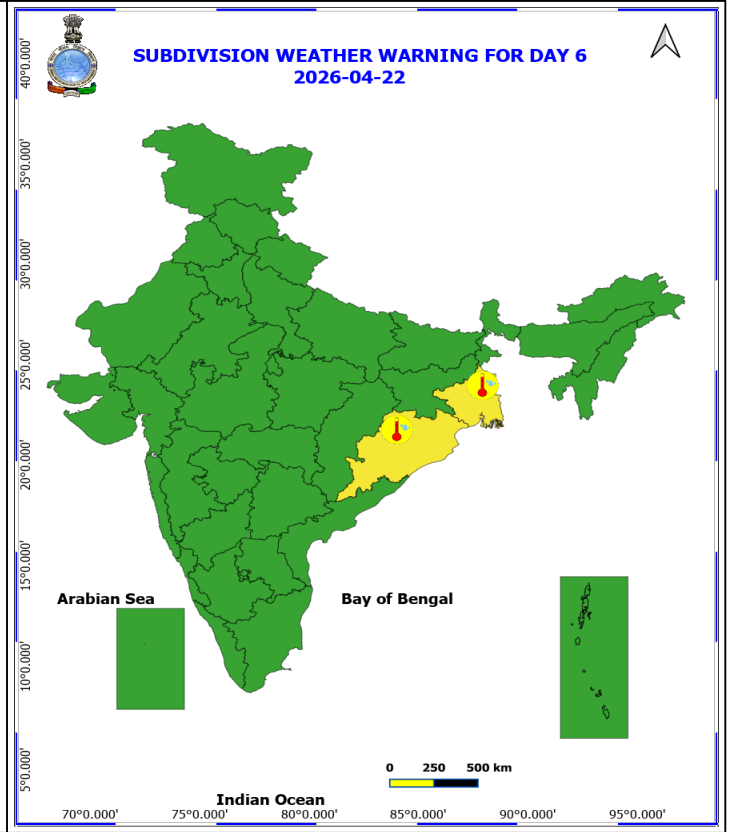 SUBDIVISION WEATHER WARNING FOR DAY 6
2026-04-22
40°0.000'
35°0.000'
30°0.000'
25°0.000'
20°0.000'
15°0.000'
10°0.000'
5°0.000'
Arabian Sea
Bay of Bengal
0 250 500 km
Indian Ocean
70°0.000' 75°0.000' 80°0.000' 85°0.000' 90°0.000' 95°0.000'